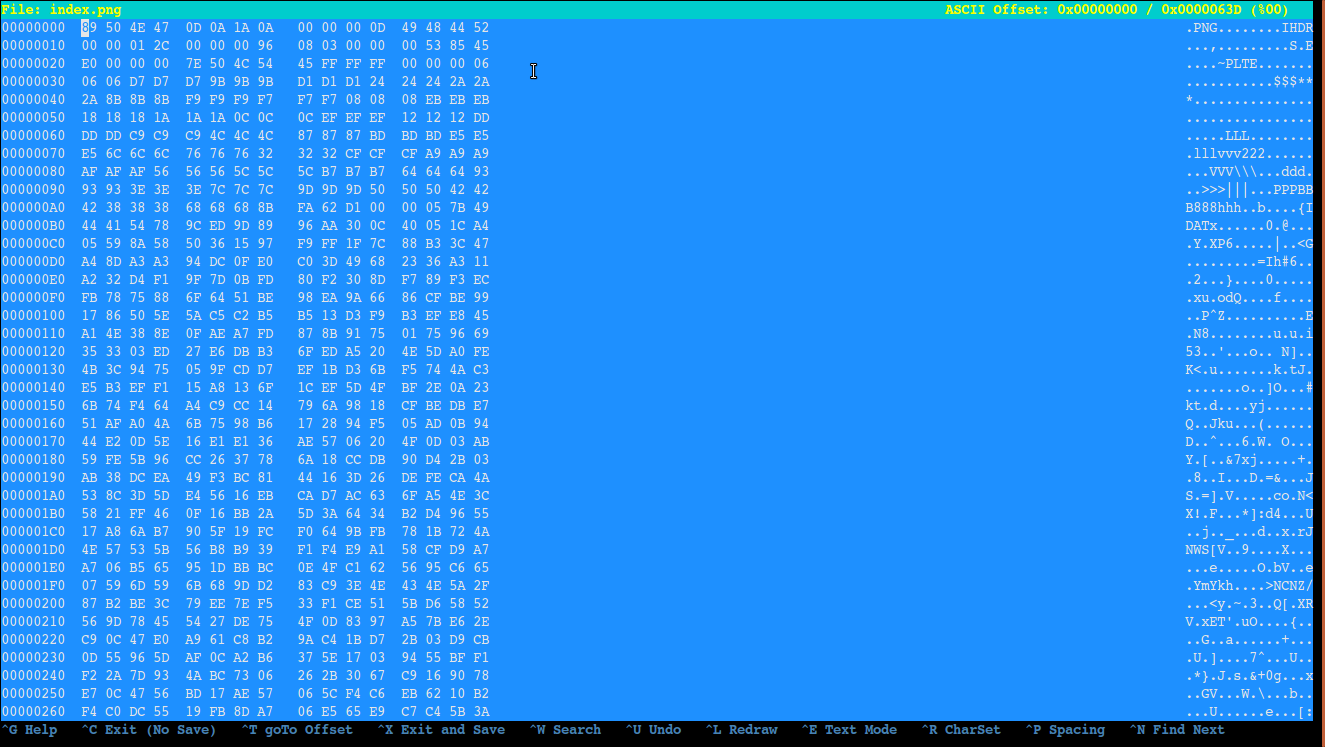 File: index.png ASCII Offset: 0x00000000 / 0x0000063D (%00)
00000000 89 50 4E 47 0D 0A 1A 0A 00 00 00 0D 49 48 44 52 .PNG........IHDR
00000010 00 00 01 2C 00 00 00 96 08 03 00 00 00 53 85 45 ...,.........S.E
00000020 E0 00 00 00 7E 50 4C 54 45 FF FF FF 00 00 00 06 ....~PLTE.......
00000030 06 06 D7 D7 D7 9B 9B 9B D1 D1 D1 24 24 24 2A 2A ...........$$$**
00000040 2A 8B 8B 8B F9 F9 F9 F7 F7 F7 08 08 08 EB EB EB *...............
00000050 18 18 18 1A 1A 1A 0C 0C 0C EF EF EF 12 12 12 DD ................
00000060 DD DD C9 C9 C9 4C 4C 4C 87 87 87 BD BD BD E5 E5 .....LLL........
00000070 E5 6C 6C 6C 76 76 76 32 32 32 CF CF CF A9 A9 A9 .lllvvv222......
00000080 AF AF AF 56 56 56 5C 5C 5C B7 B7 B7 64 64 64 93 ...VVV\\\...ddd.
00000090 93 93 3E 3E 3E 7C 7C 7C 9D 9D 9D 50 50 50 42 42 ..>>>|||...PPPBB
000000A0 42 38 38 38 68 68 68 8B FA 62 D1 00 00 05 7B 49 B888hhh..b....{I
000000B0 44 41 54 78 9C ED 9D 89 96 AA 30 0C 40 05 1C A4 DATx......0.@...
000000C0 05 59 8A 58 50 36 15 97 F9 FF 1F 7C 88 B3 3C 47 .Y.XP6.....|..<G
000000D0 A4 8D A3 A3 94 DC 0F E0 C0 3D 49 68 23 36 A3 11 .........=Ih#6..
000000E0 A2 32 D4 F1 9F 7D 0B FD 80 F2 30 8D F7 89 F3 EC .2...}....0.....
000000F0 FB 78 75 88 6F 64 51 BE 98 EA 9A 66 86 CF BE 99 .xu.odQ....f....
00000100 17 86 50 5E 5A C5 C2 B5 B5 13 D3 F9 B3 EF E8 45 ..P^Z..........E
00000110 A1 4E 38 8E 0F AE A7 FD 87 8B 91 75 01 75 96 69 .N8........u.u.i
00000120 35 33 03 ED 27 E6 DB B3 6F ED A5 20 4E 5D A0 FE 53..'...o.. N]..
00000130 4B 3C 94 75 05 9F CD D7 EF 1B D3 6B F5 74 4A C3 K<.u.......k.tJ.
00000140 E5 B3 EF F1 15 A8 13 6F 1C EF 5D 4F BF 2E 0A 23 .......o..]O...#
00000150 6B 74 F4 64 A4 C9 CC 14 79 6A 98 18 CF BE DB E7 kt.d....yj......
00000160 51 AF A0 4A 6B 75 98 B6 17 28 94 F5 05 AD 0B 94 Q..Jku...(......
00000170 44 E2 0D 5E 16 E1 E1 36 AE 57 06 20 4F 0D 03 AB D..^...6.W. O...
00000180 59 FE 5B 96 CC 26 37 78 6A 18 CC DB 90 D4 2B 03 Y.[..&7xj.....+.
00000190 AB 38 DC EA 49 F3 BC 81 44 16 3D 26 DE FE CA 4A .8..I...D.=&...J
000001A0 53 8C 3D 5D E4 56 16 EB CA D7 AC 63 6F A5 4E 3C S.=].V.....co.N<
000001B0 58 21 FF 46 0F 16 BB 2A 5D 3A 64 34 B2 D4 96 55 X!.F...*]:d4...U
000001C0 17 A8 6A B7 90 5F 19 FC F0 64 9B FB 78 1B 72 4A ..j.._...d..x.rJ
000001D0 4E 57 53 5B 56 B8 B9 39 F1 F4 E9 A1 58 CF D9 A7 NWS[V..9....X...
000001E0 A7 06 B5 65 95 1D BB BC 0E 4F C1 62 56 95 C6 65 ...e.....O.bV..e
000001F0 07 59 6D 59 6B 68 9D D2 83 C9 3E 4E 43 4E 5A 2F .YmYkh....>NCNZ/
00000200 87 B2 BE 3C 79 EE 7E F5 33 F1 CE 51 5B D6 58 52 ...<y.~.3..Q[.XR
00000210 56 9D 78 45 54 27 DE 75 4F 0D 83 97 A5 7B E6 2E V.xET'.uO....{..
00000220 C9 0C 47 E0 A9 61 C8 B2 9A C4 1B D7 2B 03 D9 CB ..G..a......+...
00000230 0D 55 96 5D AF 0C A2 B6 37 5E 17 03 94 55 BF F1 .U.]....7^...U..
00000240 F2 2A 7D 93 4A BC 73 06 26 2B 30 67 C9 16 90 78 .*}.J.s.&+0g...x
00000250 E7 0C 47 56 BD 17 AE 57 06 5C F4 C6 EB 62 10 B2 ..GV...W.\...b..
00000260 F4 C0 DC 55 19 FB 8D A7 06 E5 65 E9 C7 C4 5B 3A ...U......e...[:
^G Help ^C Exit (No Save) ^T goTo Offset ^X Exit and Save ^W Search ^U Undo ^L Redraw ^E Text Mode ^R CharSet ^P Spacing ^N Find Next